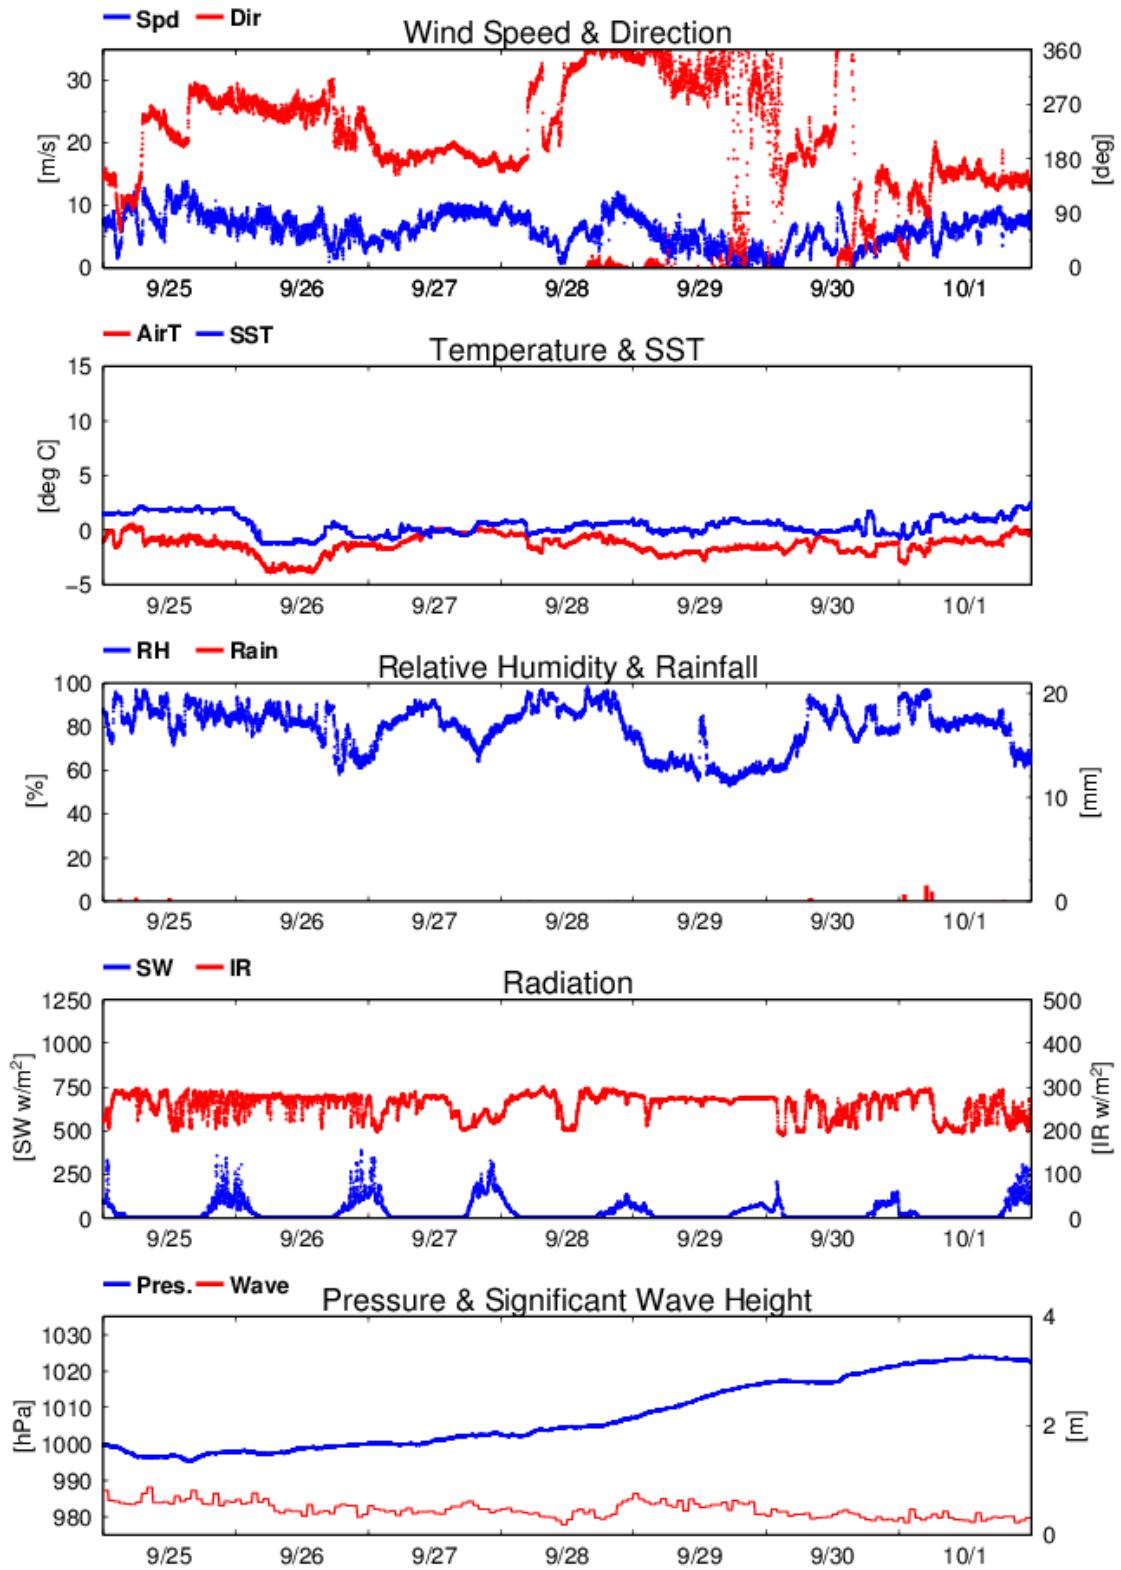 Spd Dir
Wind Speed & Direction
30
20
10
0
[m/s]
360
270
180
90
0
[deg]
9/25 9/26 9/27 9/28 9/29 9/30 10/1
AirT SST
Temperature & SST
15
10
5
0
−5
[deg C]
9/25 9/26 9/27 9/28 9/29 9/30 10/1
RH Rain
Relative Humidity & Rainfall
100
80
60
40
20
0
[%]
20
10
0
[mm]
9/25 9/26 9/27 9/28 9/29 9/30 10/1
SW IR
Radiation
1250
1000
750
500
250
0
[SW w/m²]
500
400
300
200
100
0
[IR w/m²]
9/25 9/26 9/27 9/28 9/29 9/30 10/1
Pres. Wave
Pressure & Significant Wave Height
1030
1020
1010
1000
990
980
[hPa]
4
2
0
[m]
9/25 9/26 9/27 9/28 9/29 9/30 10/1